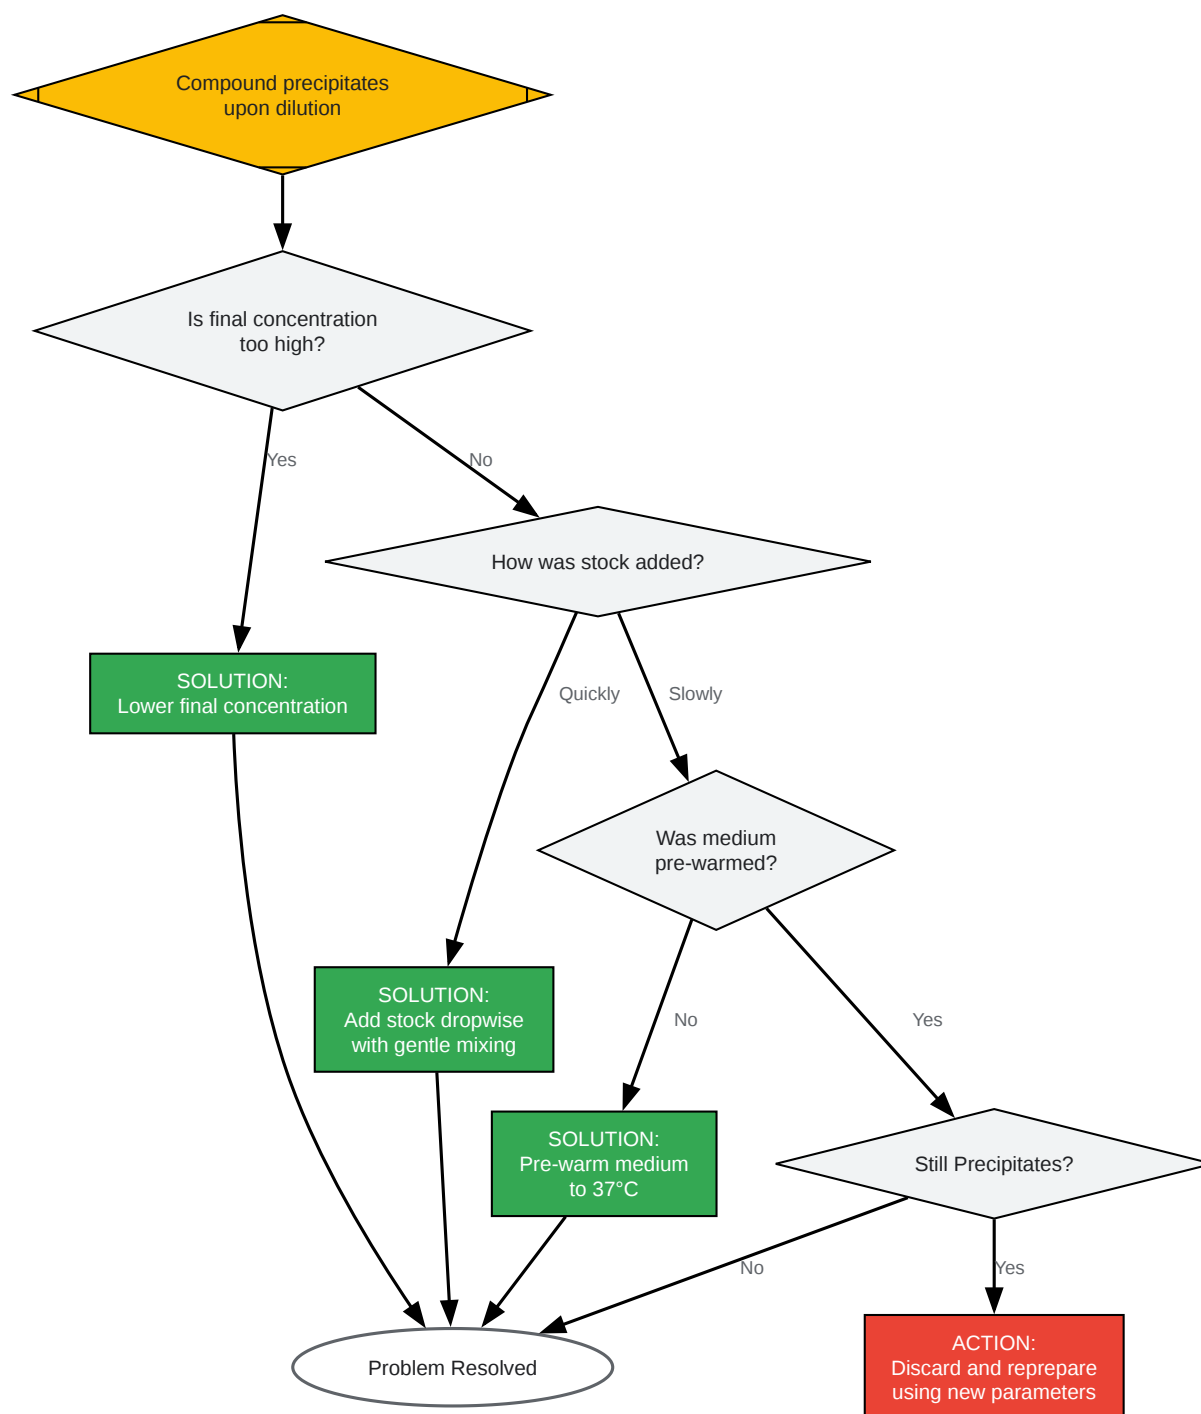 Compound precipitates
upon dilution
Is final concentration
too high?
Yes
No
How was stock added?
SOLUTION:
Lower final concentration
Quickly
Slowly
Was medium
pre-warmed?
SOLUTION:
Add stock dropwise
with gentle mixing
No
Yes
SOLUTION:
Pre-warm medium
to 37°C
Still Precipitates?
No
Yes
Problem Resolved
ACTION:
Discard and reprepare
using new parameters